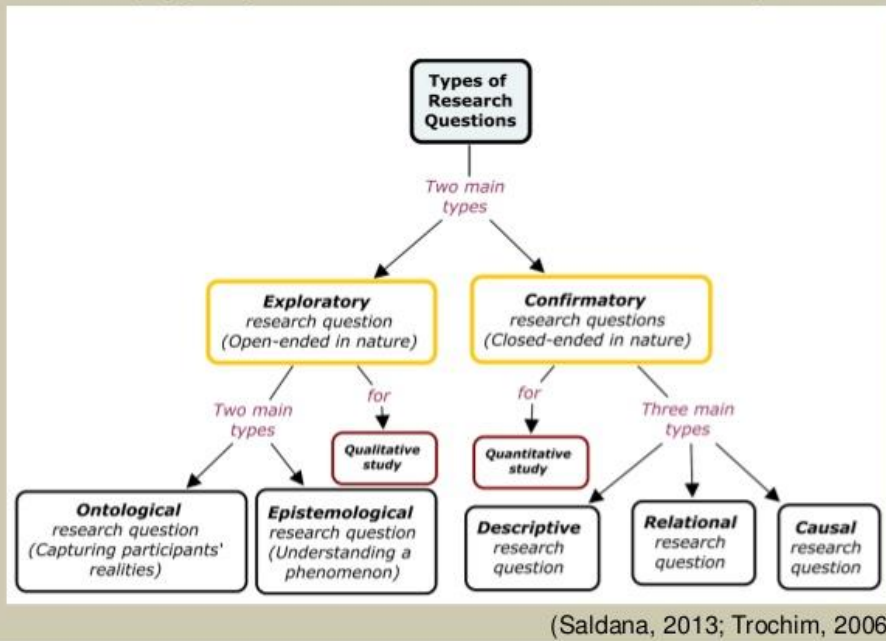 Types of
Research
Questions
Two main
types
Exploratory
research question
(Open-ended in nature)
Confirmatory
research questions
(Closed-ended in nature)
Two main
types
for
for
Three main
types
Qualitative
study
Quantitative
study
Ontological
research question
(Capturing participants'
realities)
Epistemological
research question
(Understanding a
phenomenon)
Descriptive
research
question
Relational
research
question
Causal
research
question
(Saldana, 2013; Trochim, 2006